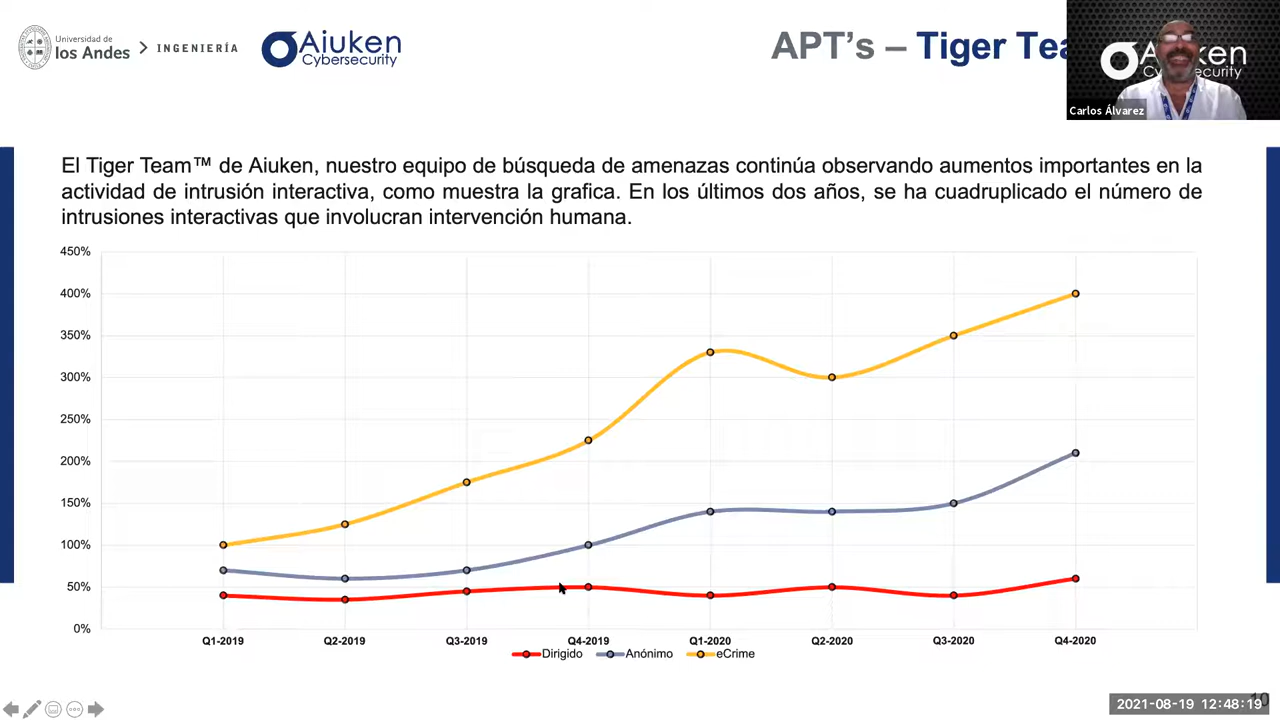 Universidad de
los Andes
INGENIERÍA
Aiuken
Cybersecurity
APT's – Tiger
Carlos Álvarez
El Tiger Team™ de Aiuken, nuestro equipo de búsqueda de amenazas continúa observando aumentos importantes en la
actividad de intrusión interactiva, como muestra la grafica. En los últimos dos años, se ha cuadruplicado el número de
intrusiones interactivas que involucran intervención humana.
450%
400%
350%
300%
250%
200%
150%
100%
50%
0%
Q1-2019 Q2-2019 Q3-2019 Q4-2019 Q1-2020 Q2-2020 Q3-2020 Q4-2020
Dirigido Anónimo eCrime
10
2021-08-19 12:48:19